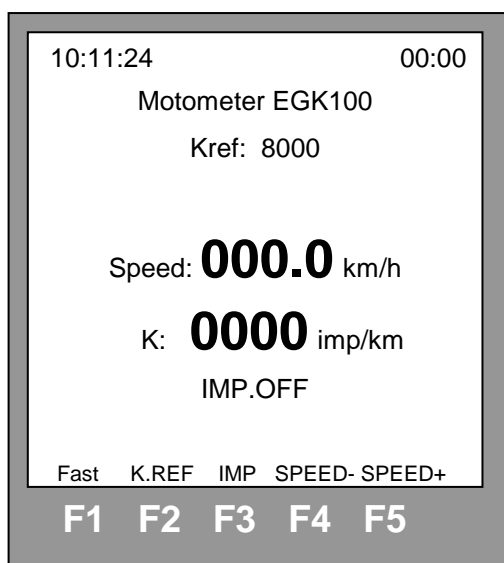 10:11:24 00:00
Motometer EGK100
Kref: 8000
Speed: 000.0 km/h
K: 0000 imp/km
IMP.OFF
Fast K.REF IMP SPEED- SPEED+
F1 F2 F3 F4 F5